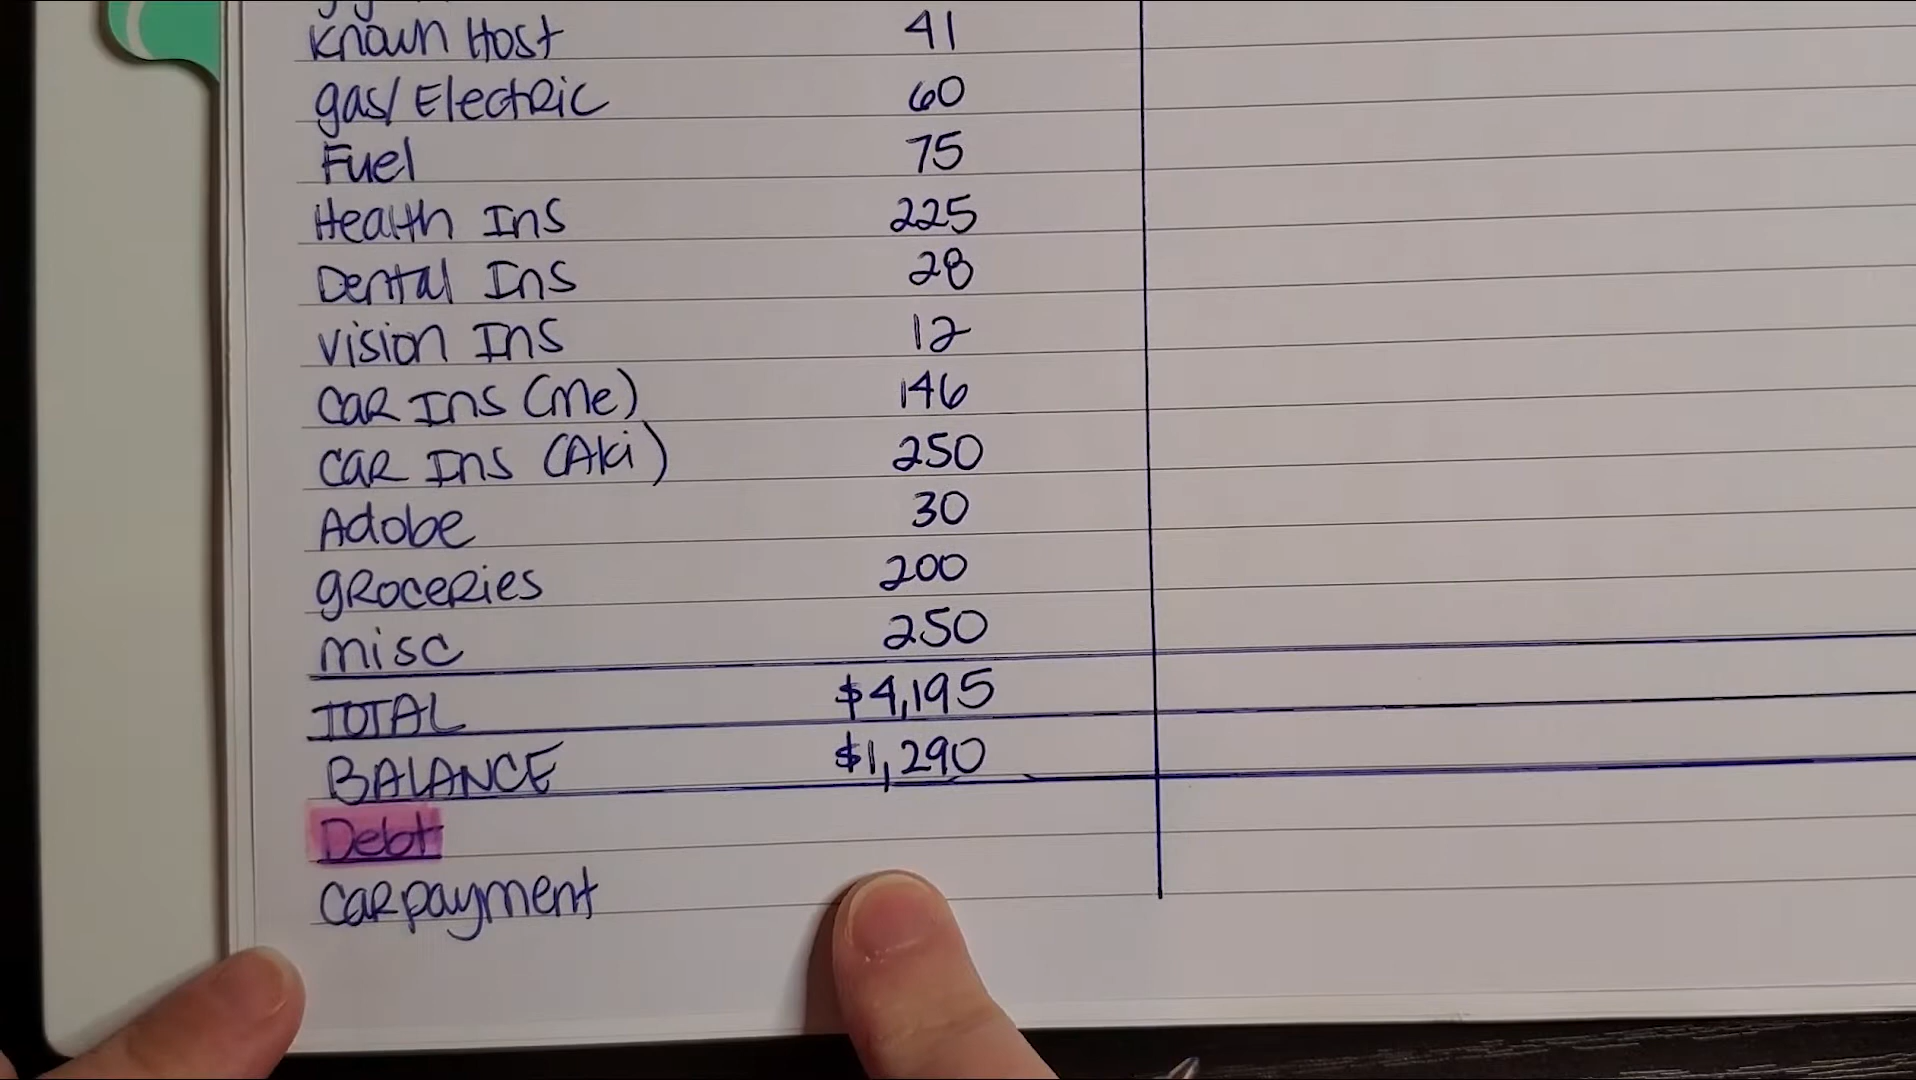 Known Host 41
gas/Electric 60
Fuel 75
Health Ins 225
Dental Ins 28
Vision Ins 12
Car Ins (Me) 146
Car Ins (Aki) 250
Adobe 30
groceries 200
misc 250
TOTAL $4,195
BALANCE $1,290
Debt
Car payment